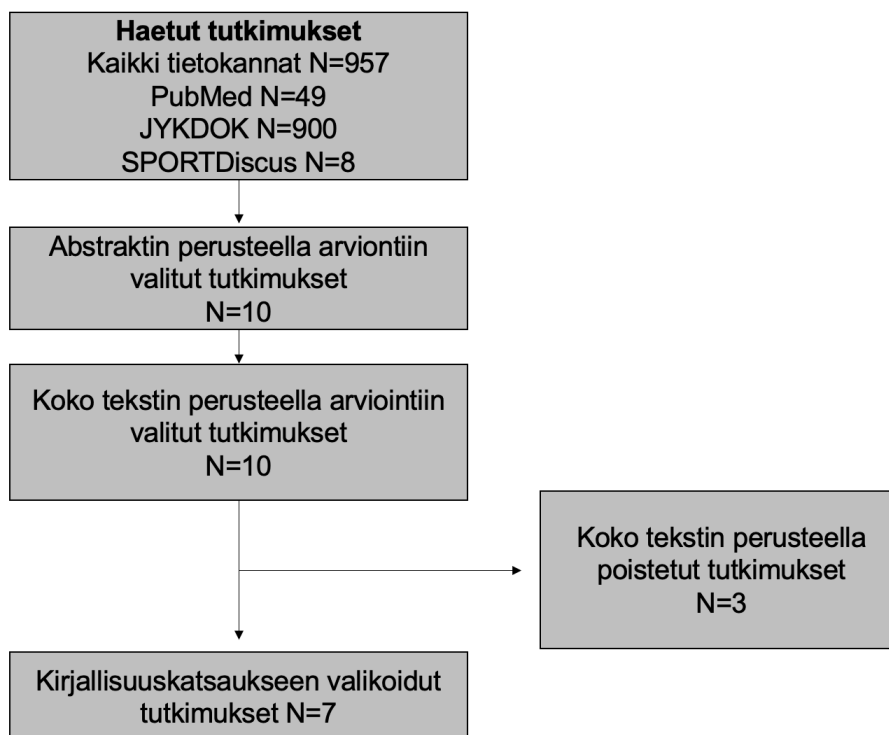 Haetut tutkimukset
Kaikki tietokannat N=957
PubMed N=49
JYKDOK N=900
SPORTDiscus N=8
Abstraktin perusteella arviontiin
valitut tutkimukset
N=10
Koko tekstin perusteella arviointiin
valitut tutkimukset
N=10
Koko tekstin perusteella
poistetut tutkimukset
N=3
Kirjallisuuskatsaukseen valikoidut
tutkimukset N=7